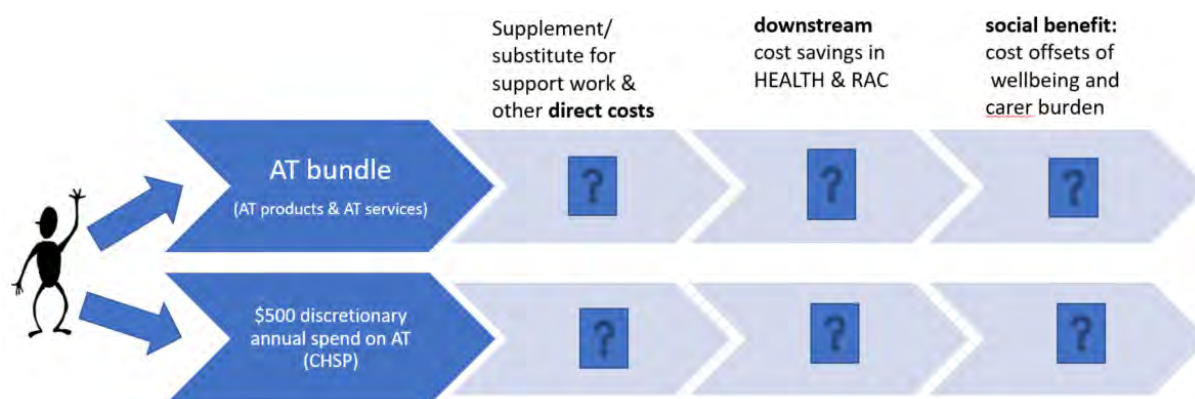 Supplement/
substitute for
support work &
other direct costs
downstream
cost savings in
HEALTH & RAC
social benefit:
cost offsets of
wellbeing and
carer burden
AT bundle
(AT products & AT services)
?
?
?
$500 discretionary
annual spend on AT
(CHSP)
?
?
?